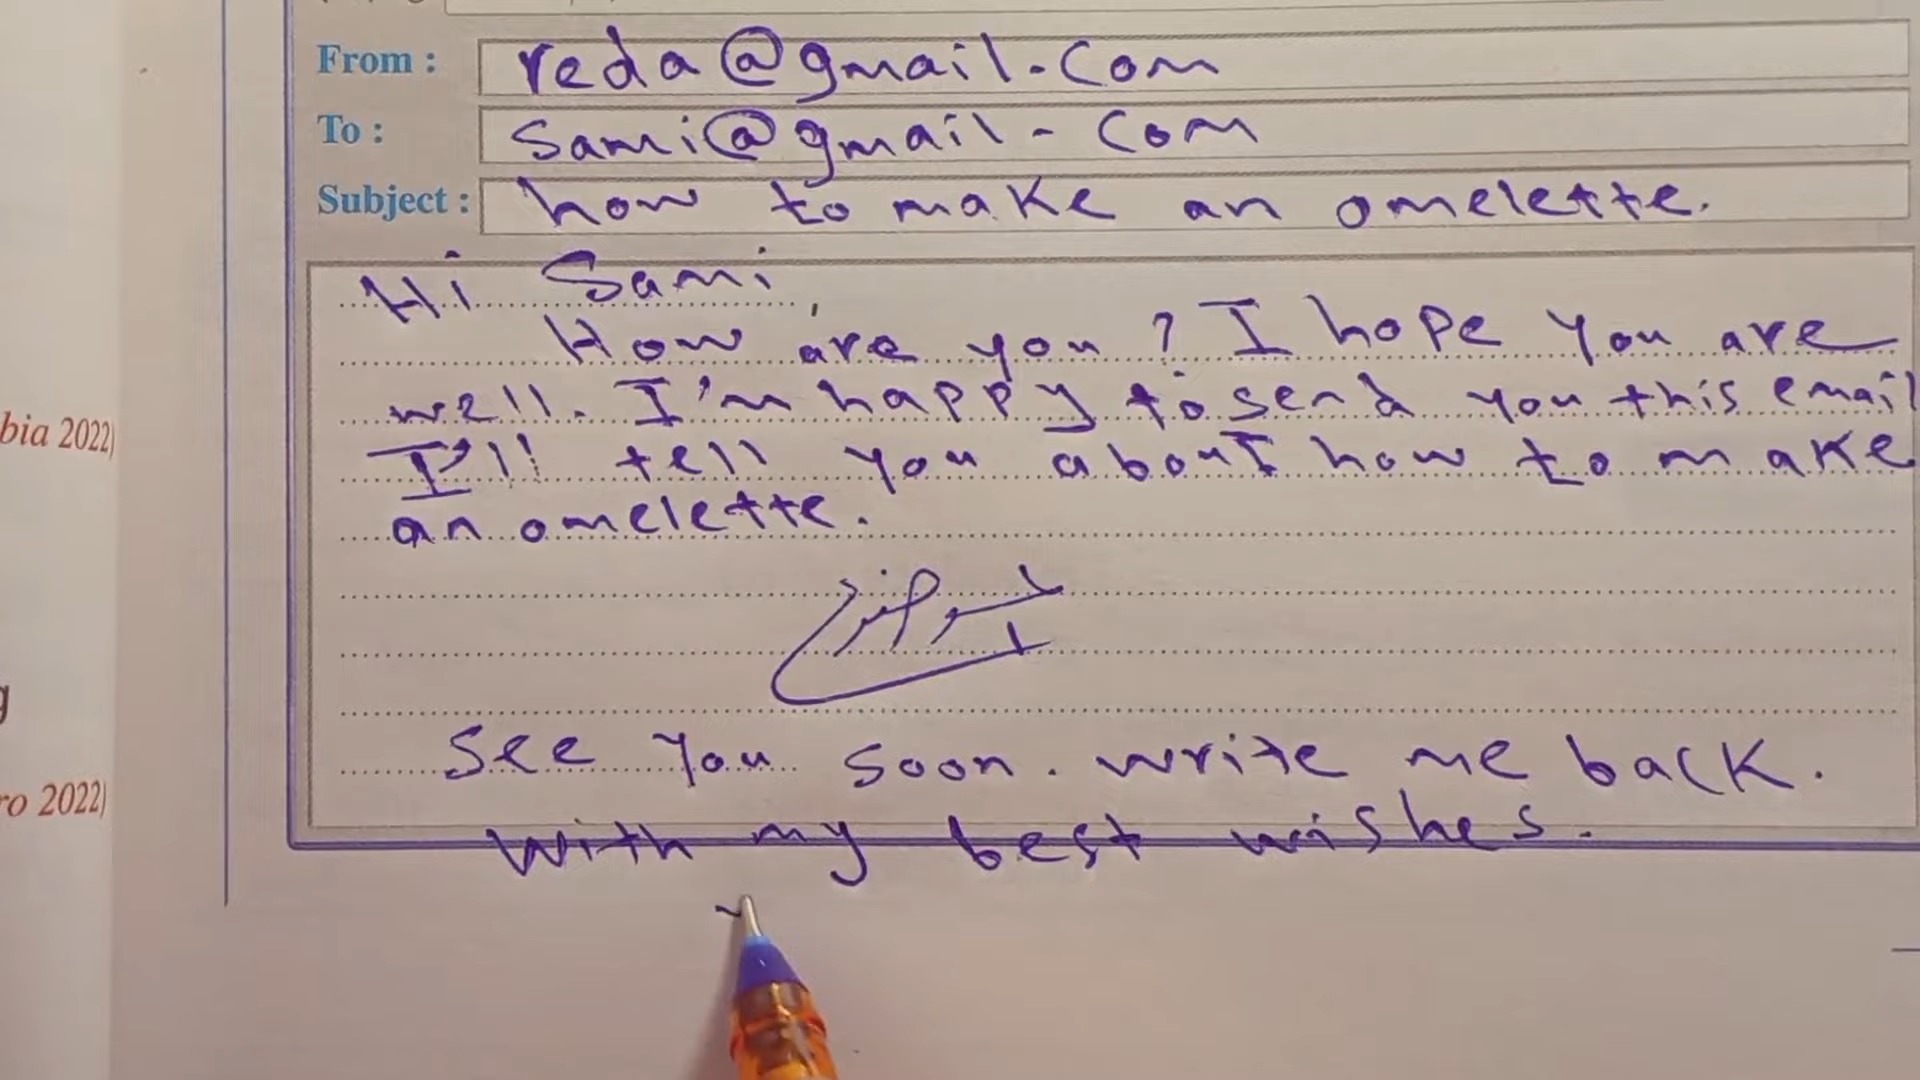 bia 2022)
ro 2022)
From : reda@gmail.com
To : Sami@gmail-com
Subject : how to make an omelette.
Hi Sami,
How are you? I hope you are
well. I'm happy to send you this email
I'll tell you about how to make
an omelette.
See you soon. write me back.
with my best wishes.